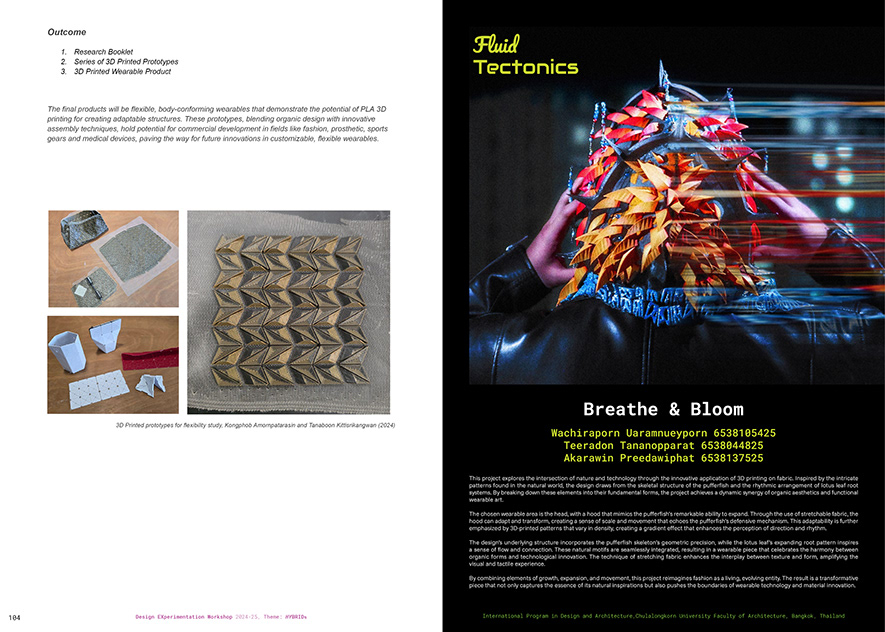 Outcome
1. Research Booklet
2. Series of 3D Printed Prototypes
3. 3D Printed Wearable Product
The final products will be flexible, body-conforming wearables that demonstrate the potential of PLA 3D
printing for creating adaptable structures. These prototypes, blending organic design with innovative
assembly techniques, hold potential for commercial development in fields like fashion, prosthetic, sports
gears and medical devices, paving the way for future innovations in customizable, flexible wearables.
3D Printed prototypes for flexibility study, Kongphob Amornpatarasin and Tanaboon Kittiorikangwan (2024)
104
Design EXperimentation Workshop 2024-25. Theme: HYBRIDs
Fluid
Tectonics
Breathe & Bloom
Wachiraporn Uaramnueyporn 6538105425
Teeradon Tananopparat 6538044825
Akarawin Preedawiphat 6538137525
This project explores the intersection of nature and technology through the innovative application of 3D printing on fabric. Inspired by the intricate
patterns found in the natural world, the design draws from the skeletal structure of the pufferfish and the rhythmic arrangement of lotus leaf root
systems. By breaking down these elements into their fundamental forms, the project achieves a dynamic synergy of organic aesthetics and functional
wearable art.
The chosen wearable area is the head, with a hood that mimics the pufferfish's remarkable ability to expand. Through the use of stretchable fabric, the
hood can adapt and transform, creating a sense of scale and movement that echoes the pufferfish's defensive mechanism. This adaptability is further
emphasized by 3D-printed patterns that vary in density, creating a gradient effect that enhances the perception of direction and rhythm.
The design's underlying structure incorporates the pufferfish skeleton's geometric precision, while the lotus leaf's expanding root pattern inspires
a sense of flow and connection. These natural motifs are seamlessly integrated, resulting in a wearable piece that celebrates the harmony between
organic forms and technological innovation. The technique of stretching fabric enhances the interplay between texture and form, amplifying the
visual and tactile experience.
By combining elements of growth, expansion, and movement, this project reimagines fashion as a living, evolving entity. The result is a transformative
piece that not only captures the essence of its natural inspirations but also pushes the boundaries of wearable technology and material innovation.
International Program in Design and Architecture,Chulalongkorn University Faculty of Architecture, Bangkok, Thailand